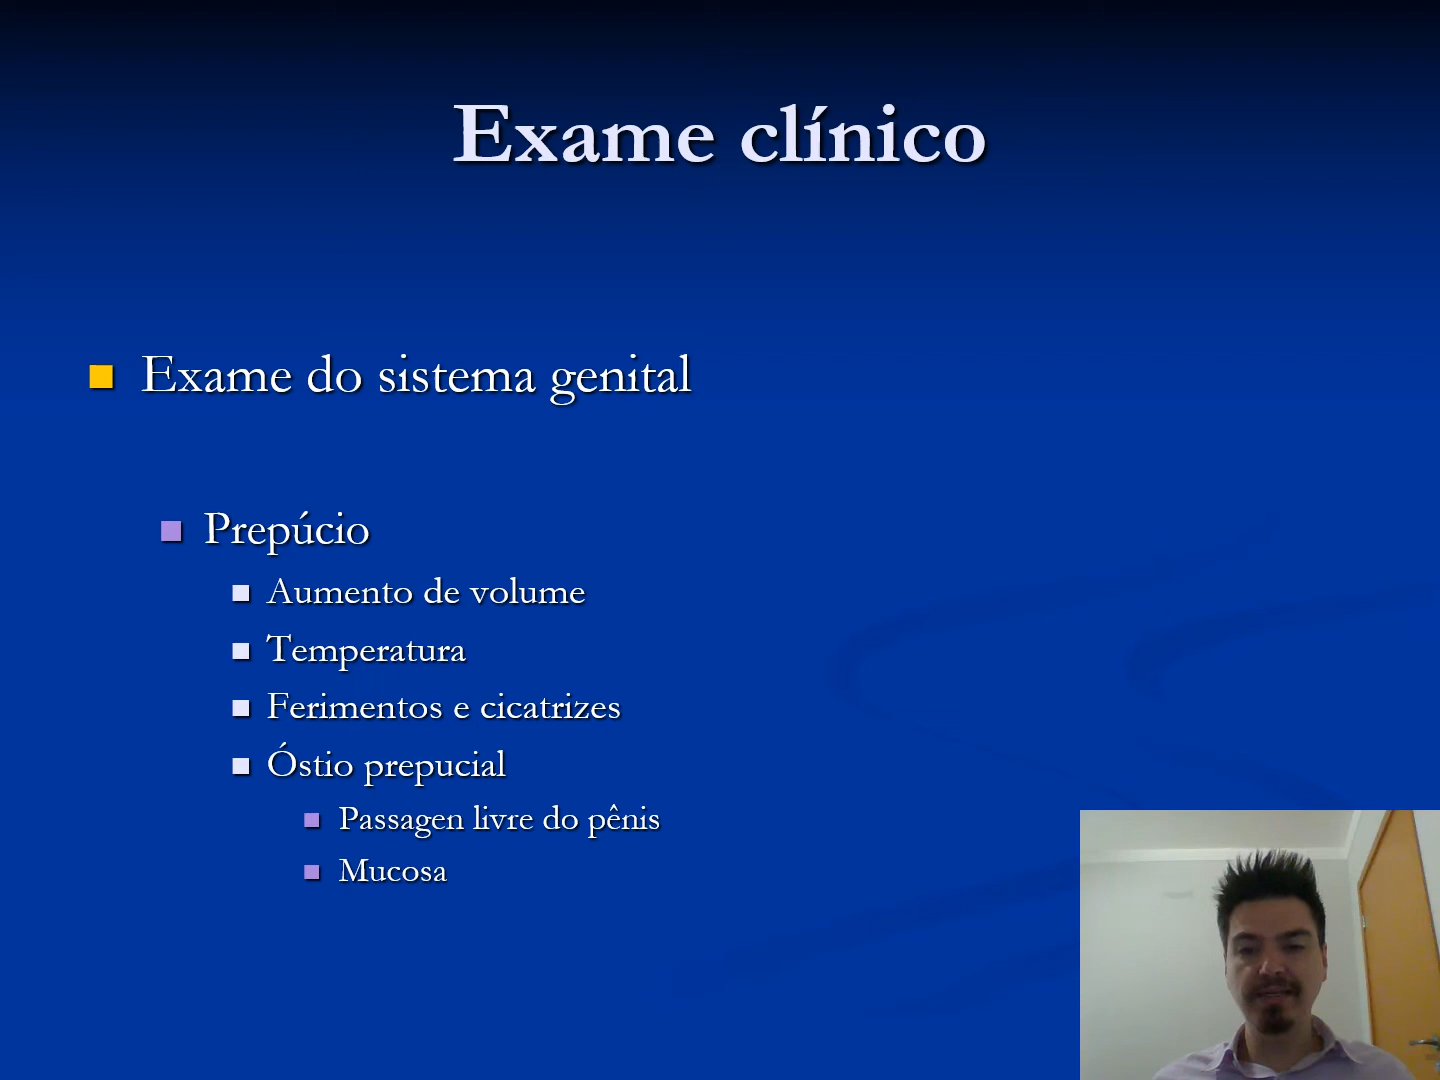 Exame clínico
Exame do sistema genital
Prepúcio
Aumento de volume
Temperatura
Ferimentos e cicatrizes
Óstio prepucial
Passagen livre do pênis
Mucosa